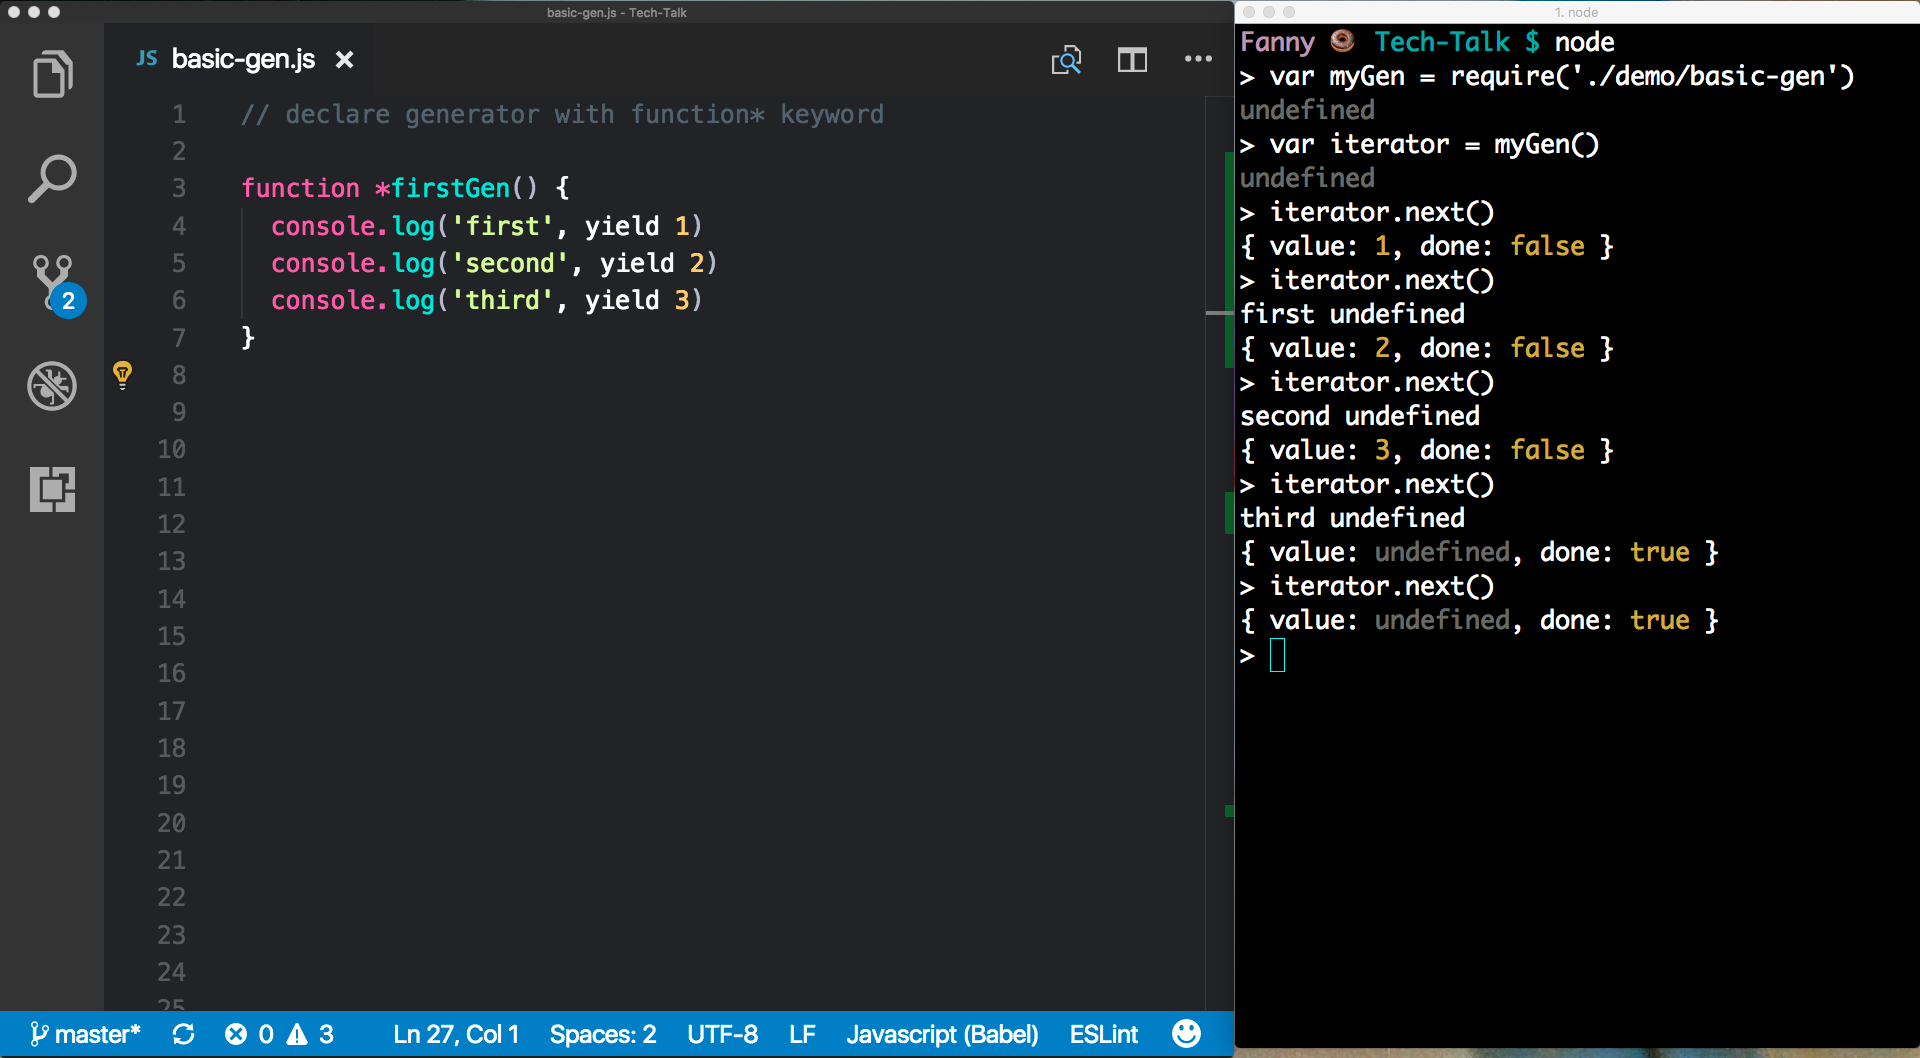 basic-gen.js - Tech-Talk
JS basic-gen.js
1 // declare generator with function* keyword
2
3 function *firstGen() {
4 console.log('first', yield 1)
5 console.log('second', yield 2)
6 console.log('third', yield 3)
7 }
8
9
10
11
12
13
14
15
16
17
18
19
20
21
22
23
24
25
2
master* 0 3 Ln 27, Col 1 Spaces: 2 UTF-8 LF Javascript (Babel) ESLint
1. node
Fanny 🍩 Tech-Talk $ node
> var myGen = require('./demo/basic-gen')
undefined
> var iterator = myGen()
undefined
> iterator.next()
{ value: 1, done: false }
> iterator.next()
first undefined
{ value: 2, done: false }
> iterator.next()
second undefined
{ value: 3, done: false }
> iterator.next()
third undefined
{ value: undefined, done: true }
> iterator.next()
{ value: undefined, done: true }
>